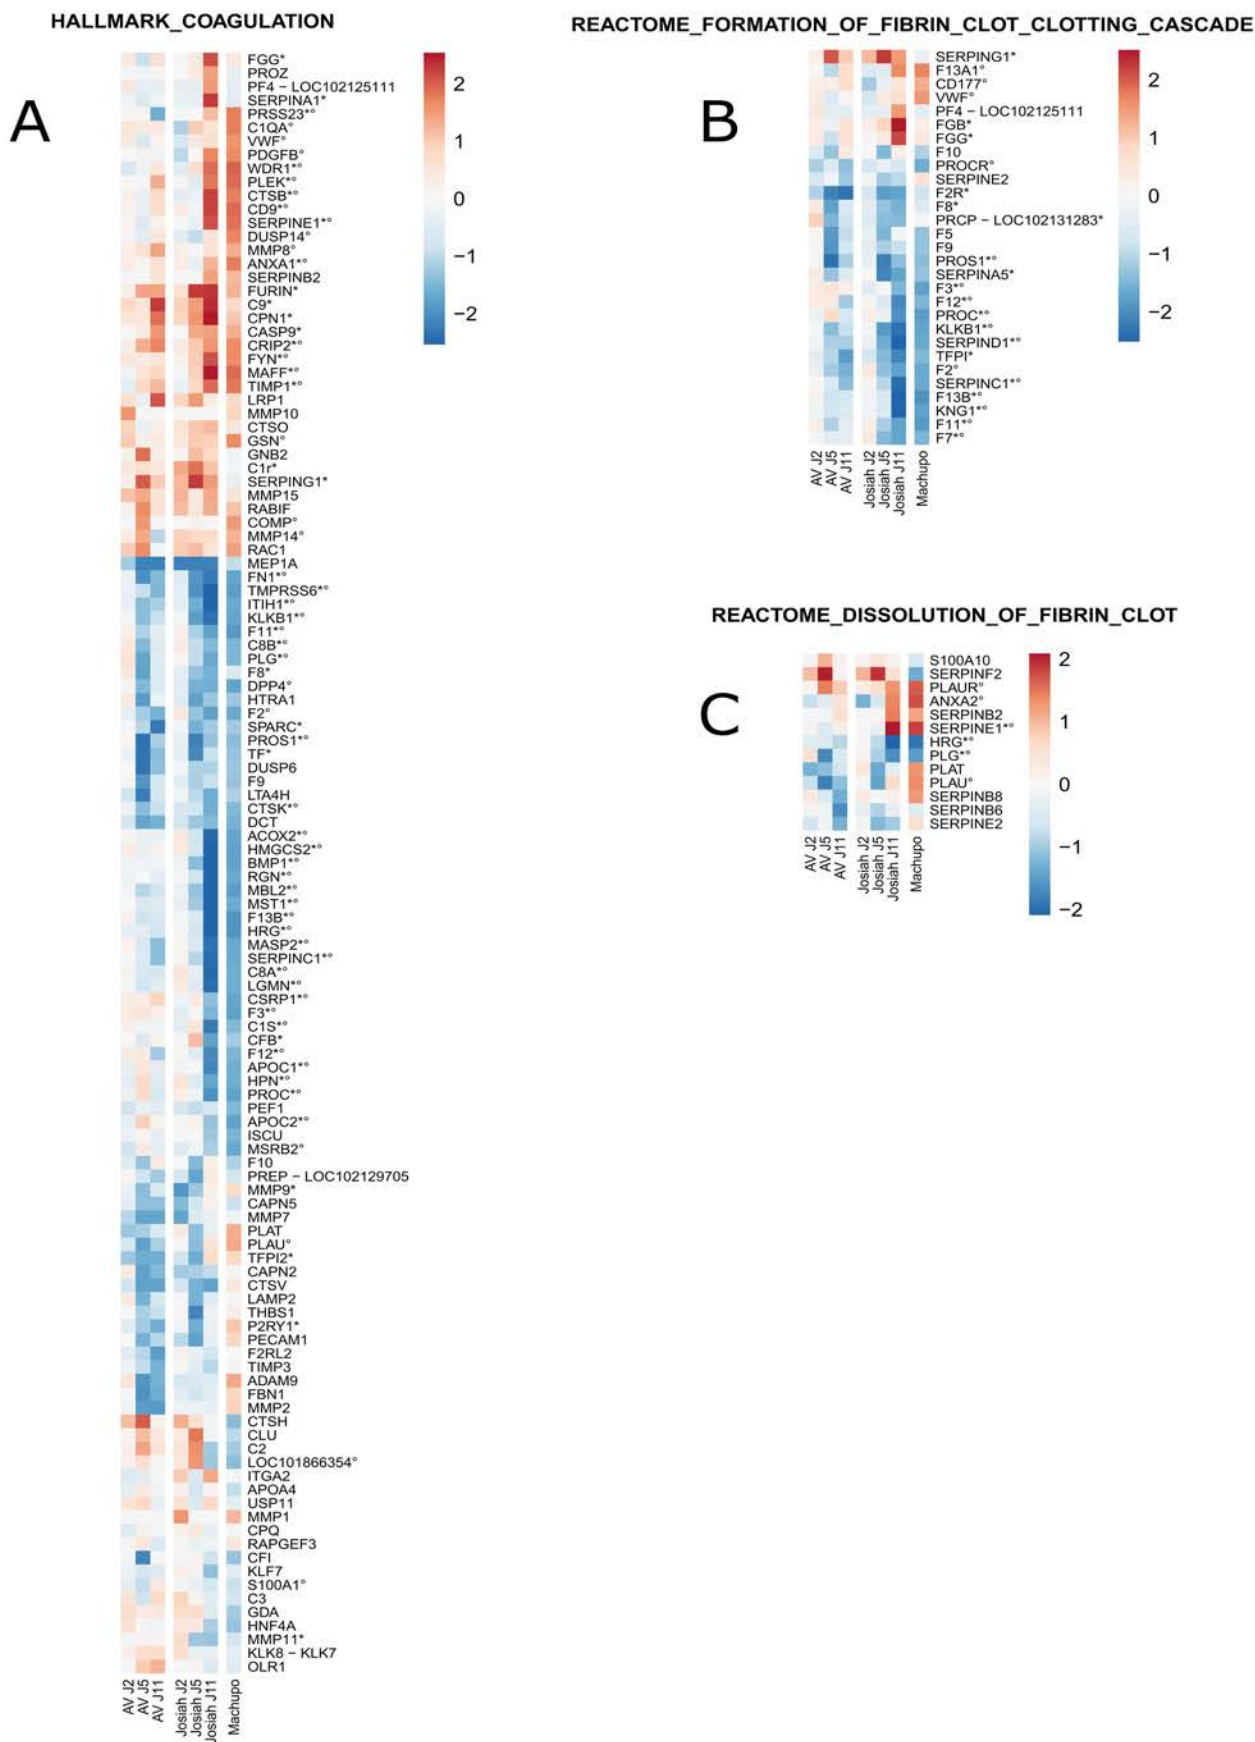 HALLMARK_COAGULATION
A
FGG*
PROZ
PF4 – LOC102125111
SERPINA1*
PRSS23*°
C1QA°
VWF°
PDGFB°
WDR1*°
PLEK*°
CTSB*°
CD9*°
SERPINE1*°
DUSP14°
MMP8°
ANXA1*°
SERPINB2
FURIN*
C9*
CPN1*
CASP9*
CRIP2*°
FYN*°
MAFF*°
TIMP1*°
LRP1
MMP10
CTSO
GSN°
GNB2
C1r*
SERPING1*
MMP15
RABIF
COMP°
MMP14°
RAC1
MEP1A
FN1*°
TMPRSS6*°
ITIH1*°
KLKB1*°
F11*°
C8B*°
PLG*°
F8*
DPP4°
HTRA1
F2°
SPARC*
PROS1*°
TF*
DUSP6
F9
LTA4H
CTSK*°
DCT
ACOX2*°
HMGCS2*°
BMP1*°
RGN*°
MBL2*°
MST1*°
F13B*°
HRG*°
MASP2*°
SERPINC1*°
C8A*°
LGMN*°
CSRP1*°
F3*°
C1S*°
CFB*
F12*°
APOC1*°
HPN*°
PROC*°
PEF1
APOC2*°
ISCU
MSRB2°
F10
PREP – LOC102129705
MMP9*
CAPN5
MMP7
PLAT
PLAU°
TFPI2*
CAPN2
CTSV
LAMP2
THBS1
P2RY1*
PECAM1
F2RL2
TIMP3
ADAM9
FBN1
MMP2
CTSH
CLU
C2
LOC101866354°
ITGA2
APOA4
USP11
MMP1
CPQ
RAPGEF3
CFI
KLF7
S100A1°
C3
GDA
HNF4A
MMP11*
KLK8 – KLK7
OLR1
AV J2
AV J5
AV J11
Josiah J2
Josiah J5
Josiah J11
Machupo
2
1
0
−1
−2
REACTOME_FORMATION_OF_FIBRIN_CLOT_CLOTTING_CASCADE
B
SERPING1*
F13A1°
CD177°
VWF°
PF4 – LOC102125111
FGB*
FGG*
F10
PROCR°
SERPINE2
F2R*
F8*
PRCP – LOC102131283*
F5
F9
PROS1*°
SERPINA5*
F3*°
F12*°
PROC*°
KLKB1*°
SERPIND1*°
TFPI*
F2°
SERPINC1*°
F13B*°
KNG1*°
F11*°
F7*°
AV J2
AV J5
AV J11
Josiah J2
Josiah J5
Josiah J11
Machupo
2
1
0
−1
−2
REACTOME_DISSOLUTION_OF_FIBRIN_CLOT
C
S100A10
SERPINF2
PLAUR°
ANXA2°
SERPINB2
SERPINE1*°
HRG*°
PLG*°
PLAT
PLAU°
SERPINB8
SERPINB6
SERPINE2
AV J2
AV J5
AV J11
Josiah J2
Josiah J5
Josiah J11
Machupo
2
1
0
−1
−2